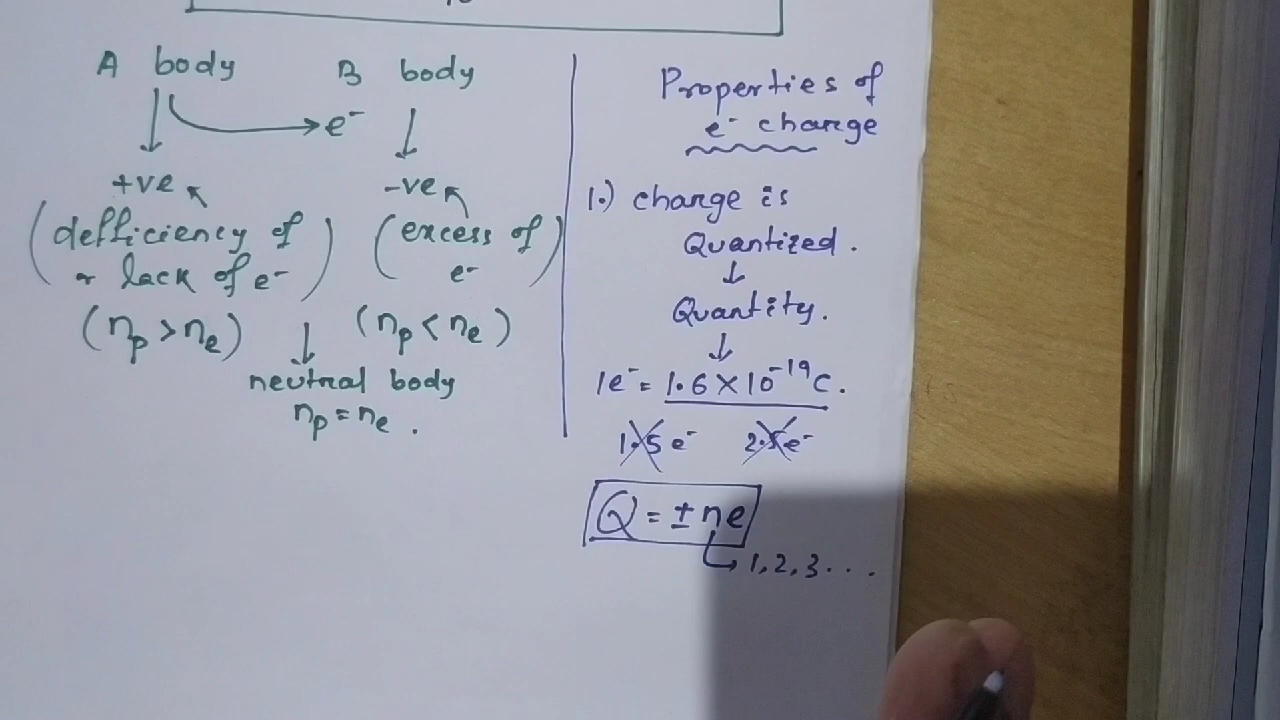 A body B body
e⁻
+ve -ve
(defficiency of (excess of)
or lack of e⁻) e⁻
(np > ne) (np < ne)
neutral body
np = ne .
Properties of
e⁻ charge
1.) charge is
Quantized .
Quantity.
1e⁻ = 1.6 × 10⁻¹⁹ C .
1.5 e⁻ 2.5e⁻
Q = ± ne
1, 2, 3 . . .